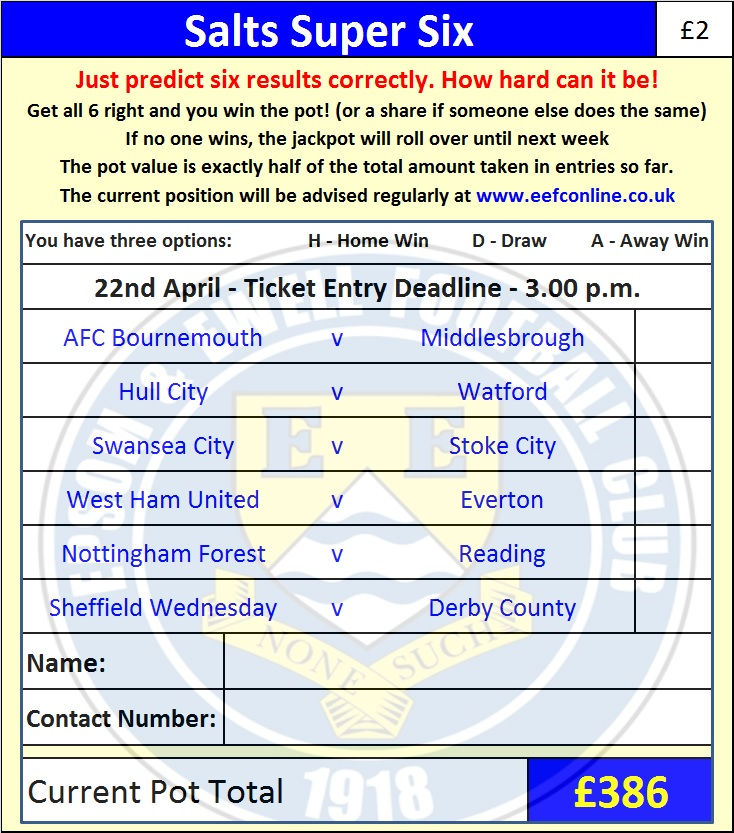 Salts Super Six £2
Just predict six results correctly. How hard can it be!
Get all 6 right and you win the pot! (or a share if someone else does the same)
If no one wins, the jackpot will roll over until next week
The pot value is exactly half of the total amount taken in entries so far.
The current position will be advised regularly at www.eefconline.co.uk
You have three options: H - Home Win D - Draw A - Away Win
22nd April - Ticket Entry Deadline - 3.00 p.m.
AFC Bournemouth v Middlesbrough
Hull City v Watford
Swansea City v Stoke City
West Ham United v Everton
Nottingham Forest v Reading
Sheffield Wednesday v Derby County
Name:
Contact Number:
Current Pot Total £386
EPSOM & EWELL FOOTBALL CLUB
E E
NONE SUCH
1918